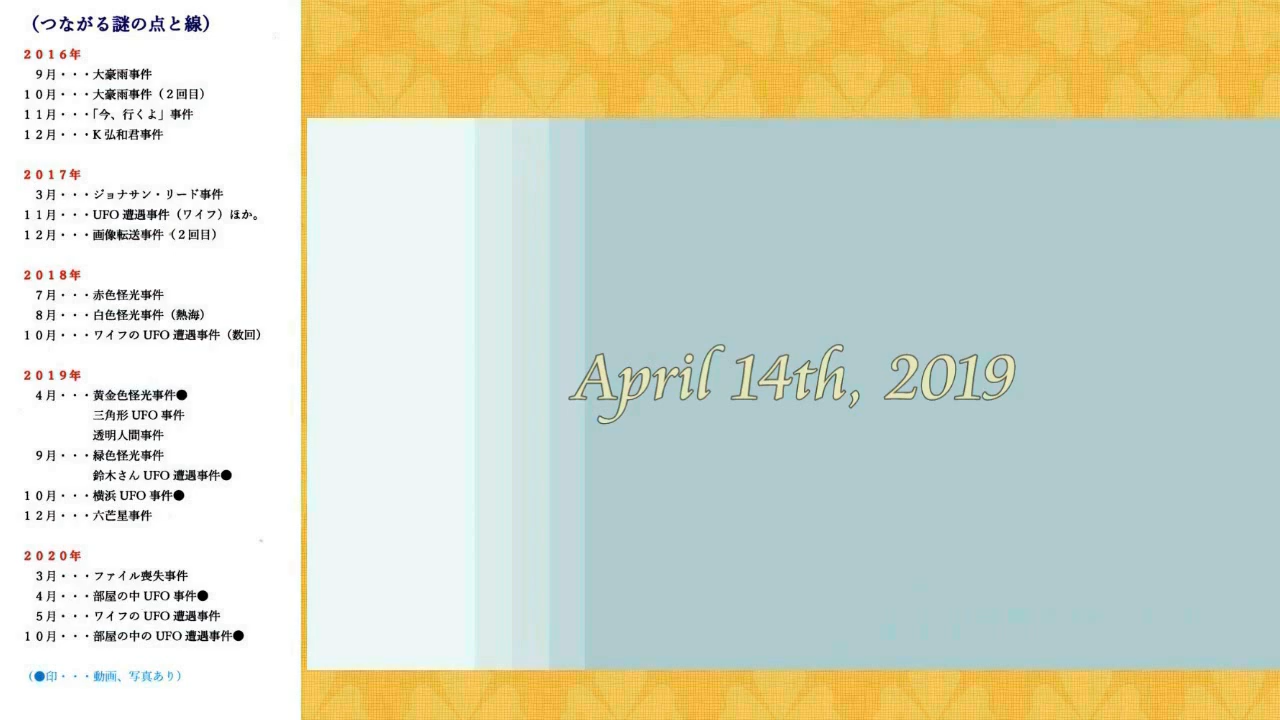 （つながる謎の点と線）
２０１６年
９月・・・大豪雨事件
１０月・・・大豪雨事件（２回目）
１１月・・・「今、行くよ」事件
１２月・・・K 弘和君事件
２０１７年
３月・・・ジョナサン・リード事件
１１月・・・UFO 遭遇事件（ワイフ）ほか。
１２月・・・画像転送事件（２回目）
２０１８年
７月・・・赤色怪光事件
８月・・・白色怪光事件（熱海）
１０月・・・ワイフの UFO 遭遇事件（数回）
２０１９年
４月・・・黄金色怪光事件●
三角形 UFO 事件
透明人間事件
９月・・・緑色怪光事件
鈴木さん UFO 遭遇事件●
１０月・・・横浜 UFO 事件●
１２月・・・六芒星事件
２０２０年
３月・・・ファイル喪失事件
４月・・・部屋の中 UFO 事件●
５月・・・ワイフの UFO 遭遇事件
１０月・・・部屋の中の UFO 遭遇事件●
（●印・・・動画、写真あり）
April 14th, 2019